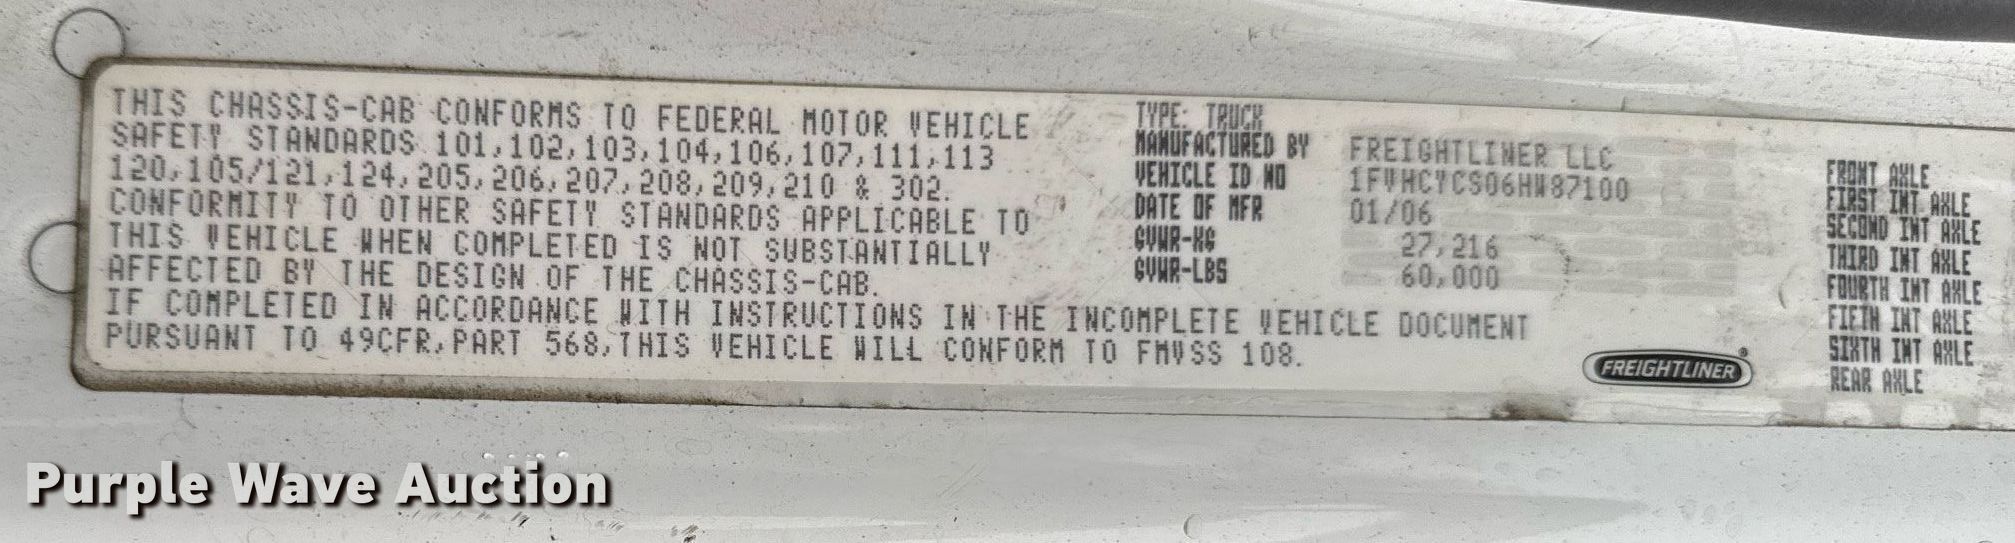 THIS CHASSIS-CAB CONFORMS TO FEDERAL MOTOR VEHICLE
SAFETY STANDARDS 101,102,103,104,106,107,111,113
120,105/121,124,205,206,207,208,209,210 & 302.
CONFORMITY TO OTHER SAFETY STANDARDS APPLICABLE TO
THIS VEHICLE WHEN COMPLETED IS NOT SUBSTANTIALLY
AFFECTED BY THE DESIGN OF THE CHASSIS-CAB.
IF COMPLETED IN ACCORDANCE WITH INSTRUCTIONS IN THE INCOMPLETE VEHICLE DOCUMENT
PURSUANT TO 49CFR,PART 568,THIS VEHICLE WILL CONFORM TO FMVSS 108.
TYPE: TRUCK
MANUFACTURED BY FREIGHTLINER LLC
VEHICLE ID NO 1FVHCYCS06HW87100
DATE OF MFR 01/06
GVWR-KG 27,216
GVWR-LBS 60,000
FREIGHTLINER®
FRONT AXLE
FIRST INT AXLE
SECOND INT AXLE
THIRD INT AXLE
FOURTH INT AXLE
FIFTH INT AXLE
SIXTH INT AXLE
REAR AXLE
Purple Wave Auction